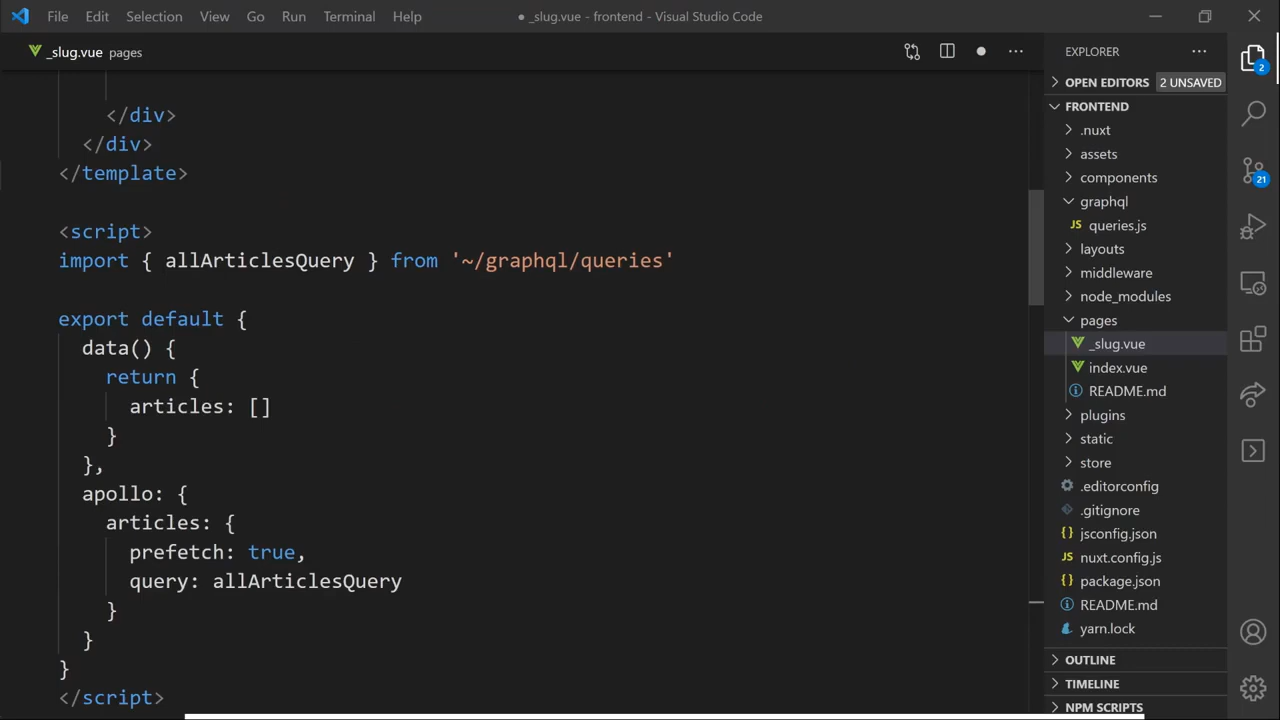 File Edit Selection View Go Run Terminal Help
● _slug.vue - frontend - Visual Studio Code
_slug.vue pages
</div>
</div>
</template>
<script>
import { allArticlesQuery } from '~/graphql/queries'
export default {
data() {
return {
articles: []
}
},
apollo: {
articles: {
prefetch: true,
query: allArticlesQuery
}
}
}
</script>
EXPLORER
OPEN EDITORS 2 UNSAVED
FRONTEND
.nuxt
assets
components
graphql
JS queries.js
layouts
middleware
node_modules
pages
_slug.vue
index.vue
README.md
plugins
static
store
.editorconfig
.gitignore
{} jsconfig.json
JS nuxt.config.js
{} package.json
README.md
yarn.lock
OUTLINE
TIMELINE
NPM SCRIPTS
2
21